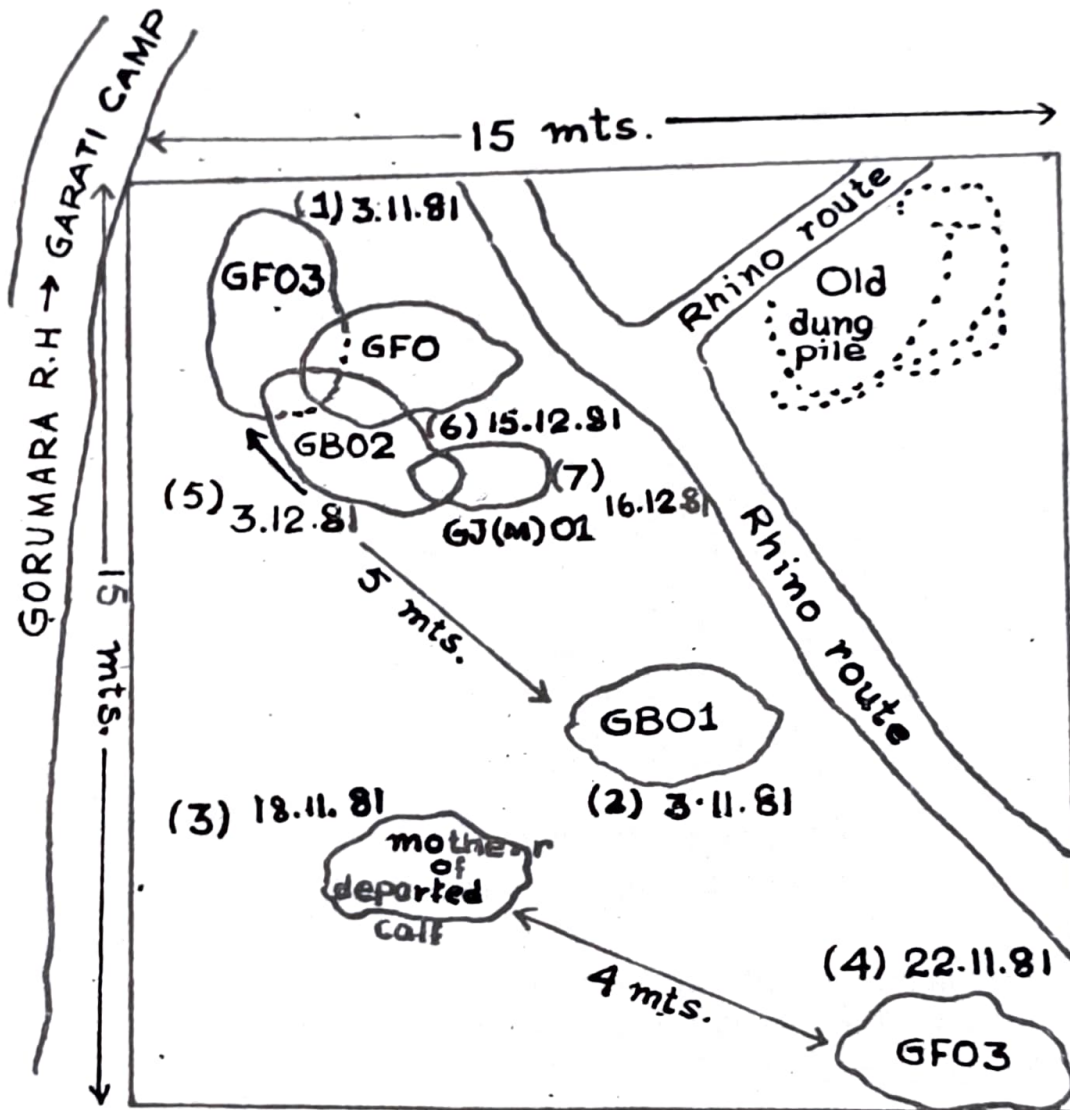 GORUMARA R.H → GARATI CAMP
15 mts.
15 mts.
(1) 3.11.81
GF03
GF0
GB02
(6) 15.12.81
(7)
16.12.81
(5) 3.12.81
GJ(M)01
Rhino route
Old
dung
pile
Rhino route
5 mts.
GB01
(2) 3.11.81
(3) 18.11.81
mother
of
departed
calf
4 mts.
(4) 22.11.81
GF03